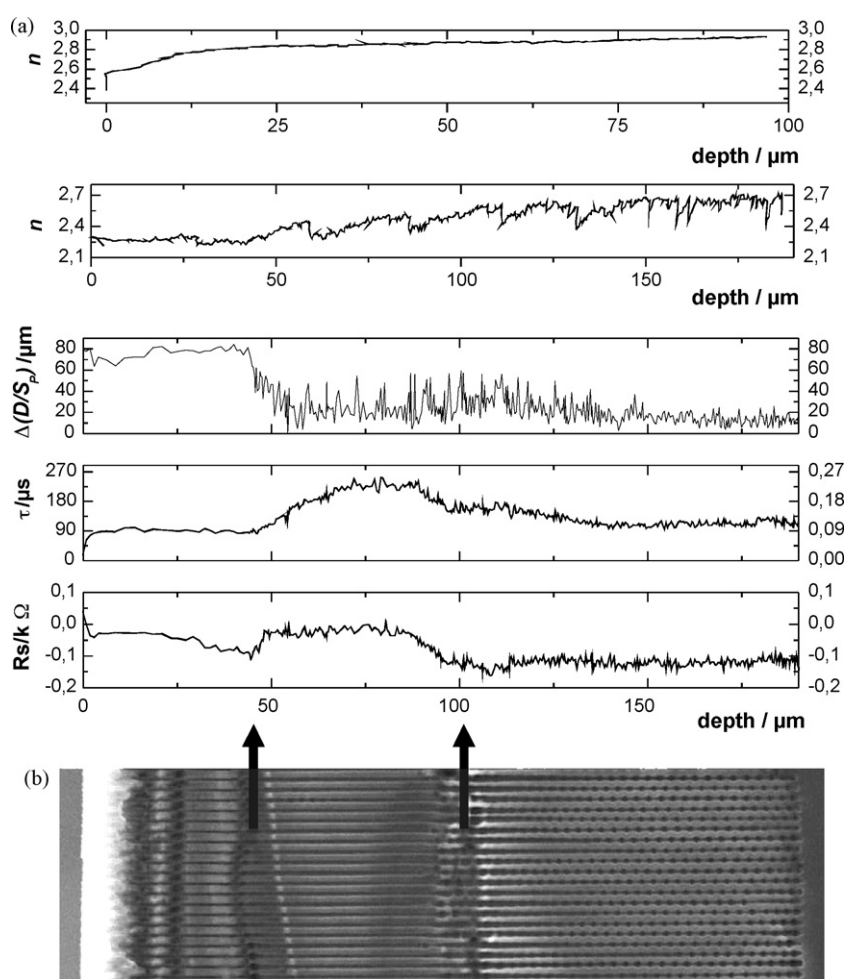 (a)
n
3,0 2,8 2,6 2,4
3,0 2,8 2,6 2,4
0 25 50 75 100
depth / µm
n
2,7 2,4 2,1
2,7 2,4 2,1
0 50 100 150
depth / µm
Δ(D/S_P) /µm
80 60 40 20 0
80 60 40 20 0
τ/µs
270 180 90 0
0,27 0,18 0,09 0,00
Rs/k Ω
0,1 0,0 -0,1 -0,2
0,1 0,0 -0,1 -0,2
0 50 100 150
depth / µm
(b)